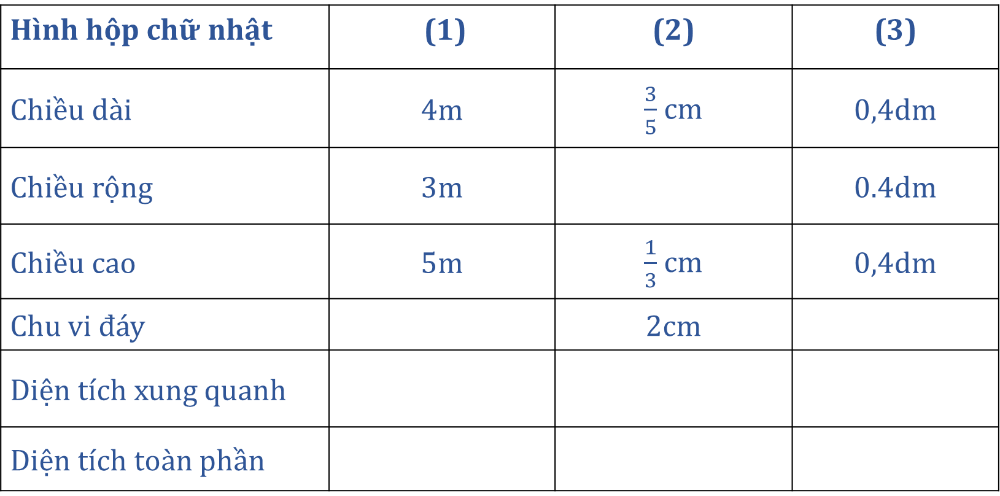 Hình hộp chữ nhật (1) (2) (3)
Chiều dài 4m 3/5 cm 0,4dm
Chiều rộng 3m 0.4dm
Chiều cao 5m 1/3 cm 0,4dm
Chu vi đáy 2cm
Diện tích xung quanh
Diện tích toàn phần